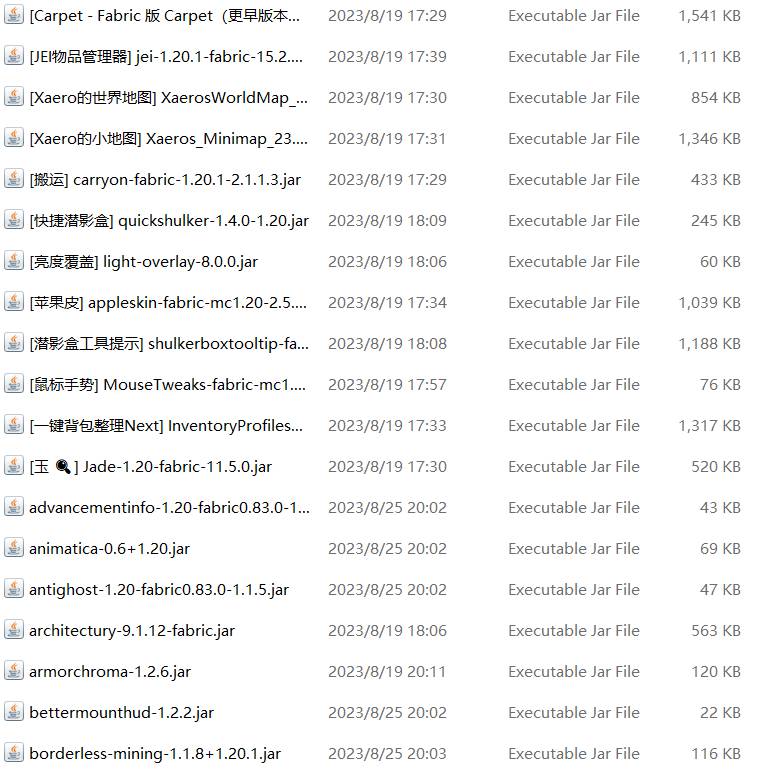 [Carpet - Fabric 版 Carpet（更早版本... 2023/8/19 17:29 Executable Jar File 1,541 KB
[JEI物品管理器] jei-1.20.1-fabric-15.2.... 2023/8/19 17:39 Executable Jar File 1,111 KB
[Xaero的世界地图] XaerosWorldMap_... 2023/8/19 17:30 Executable Jar File 854 KB
[Xaero的小地图] Xaeros_Minimap_23.... 2023/8/19 17:31 Executable Jar File 1,346 KB
[搬运] carryon-fabric-1.20.1-2.1.1.3.jar 2023/8/19 17:29 Executable Jar File 433 KB
[快捷潜影盒] quickshulker-1.4.0-1.20.jar 2023/8/19 18:09 Executable Jar File 245 KB
[亮度覆盖] light-overlay-8.0.0.jar 2023/8/19 18:06 Executable Jar File 60 KB
[苹果皮] appleskin-fabric-mc1.20-2.5.... 2023/8/19 17:34 Executable Jar File 1,039 KB
[潜影盒工具提示] shulkerboxtooltip-fa... 2023/8/19 18:08 Executable Jar File 1,188 KB
[鼠标手势] MouseTweaks-fabric-mc1.... 2023/8/19 17:57 Executable Jar File 76 KB
[一键背包整理Next] InventoryProfiles... 2023/8/19 17:33 Executable Jar File 1,317 KB
[玉 🔍] Jade-1.20-fabric-11.5.0.jar 2023/8/19 17:30 Executable Jar File 520 KB
advancementinfo-1.20-fabric0.83.0-1... 2023/8/25 20:02 Executable Jar File 43 KB
animatica-0.6+1.20.jar 2023/8/25 20:02 Executable Jar File 69 KB
antighost-1.20-fabric0.83.0-1.1.5.jar 2023/8/25 20:02 Executable Jar File 47 KB
architectury-9.1.12-fabric.jar 2023/8/19 18:06 Executable Jar File 563 KB
armorchroma-1.2.6.jar 2023/8/19 20:11 Executable Jar File 120 KB
bettermounthud-1.2.2.jar 2023/8/25 20:02 Executable Jar File 22 KB
borderless-mining-1.1.8+1.20.1.jar 2023/8/25 20:03 Executable Jar File 116 KB